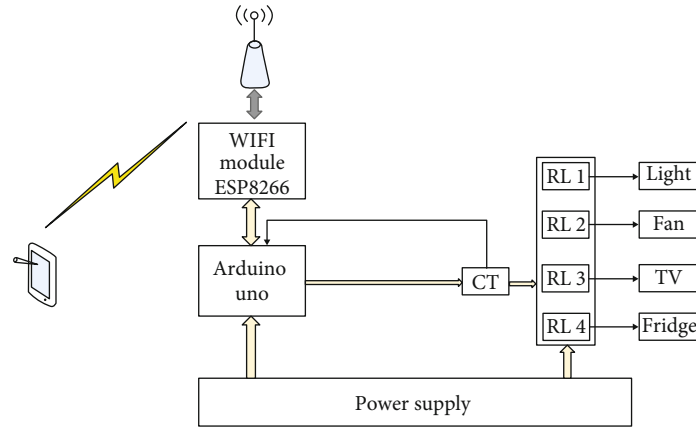 WIFI
module
ESP8266
Arduino
uno
CT
RL 1
RL 2
RL 3
RL 4
Light
Fan
TV
Fridge
Power supply